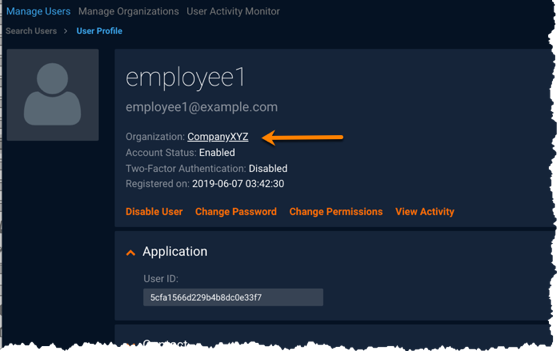 Manage Users Manage Organizations User Activity Monitor
Search Users > User Profile
employee1
employee1@example.com
Organization: CompanyXYZ
Account Status: Enabled
Two-Factor Authentication: Disabled
Registered on: 2019-06-07 03:42:30
Disable User Change Password Change Permissions View Activity
Application
User ID:
5cfa1566d229b4b8dc0e33f7